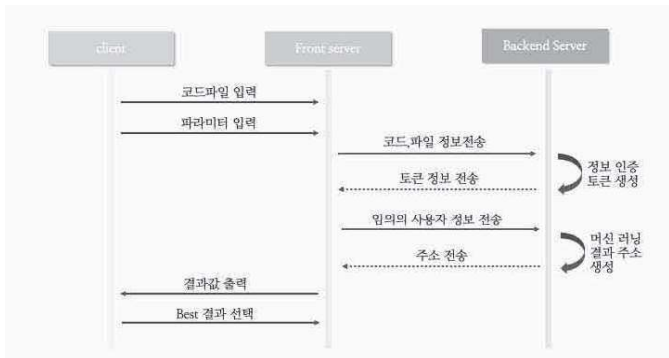 client
Front server
Backend Server
코드파일 입력
파라미터 입력
코드,파일 정보전송
정보 인증
토큰 생성
토큰 정보 전송
임의의 사용자 정보 전송
머신 러닝
결과 주소
생성
주소 전송
결과값 출력
Best 결과 선택